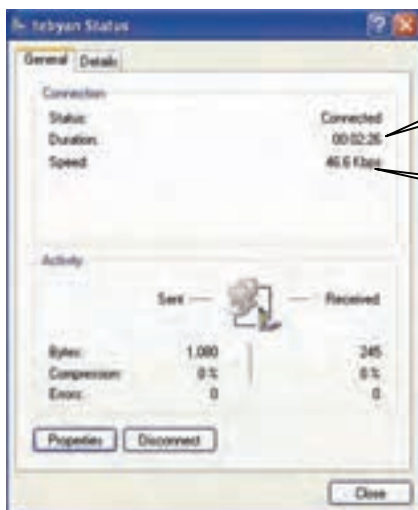 tebyan Status
General Details
Connection
Status: Connected
Duration: 00:02:26
Speed: 46.6 Kbps
Activity
Sent — — Received
Bytes: 1,080 245
Compression: 0 % 0 %
Errors: 0 0
Properties Disconnect
Close